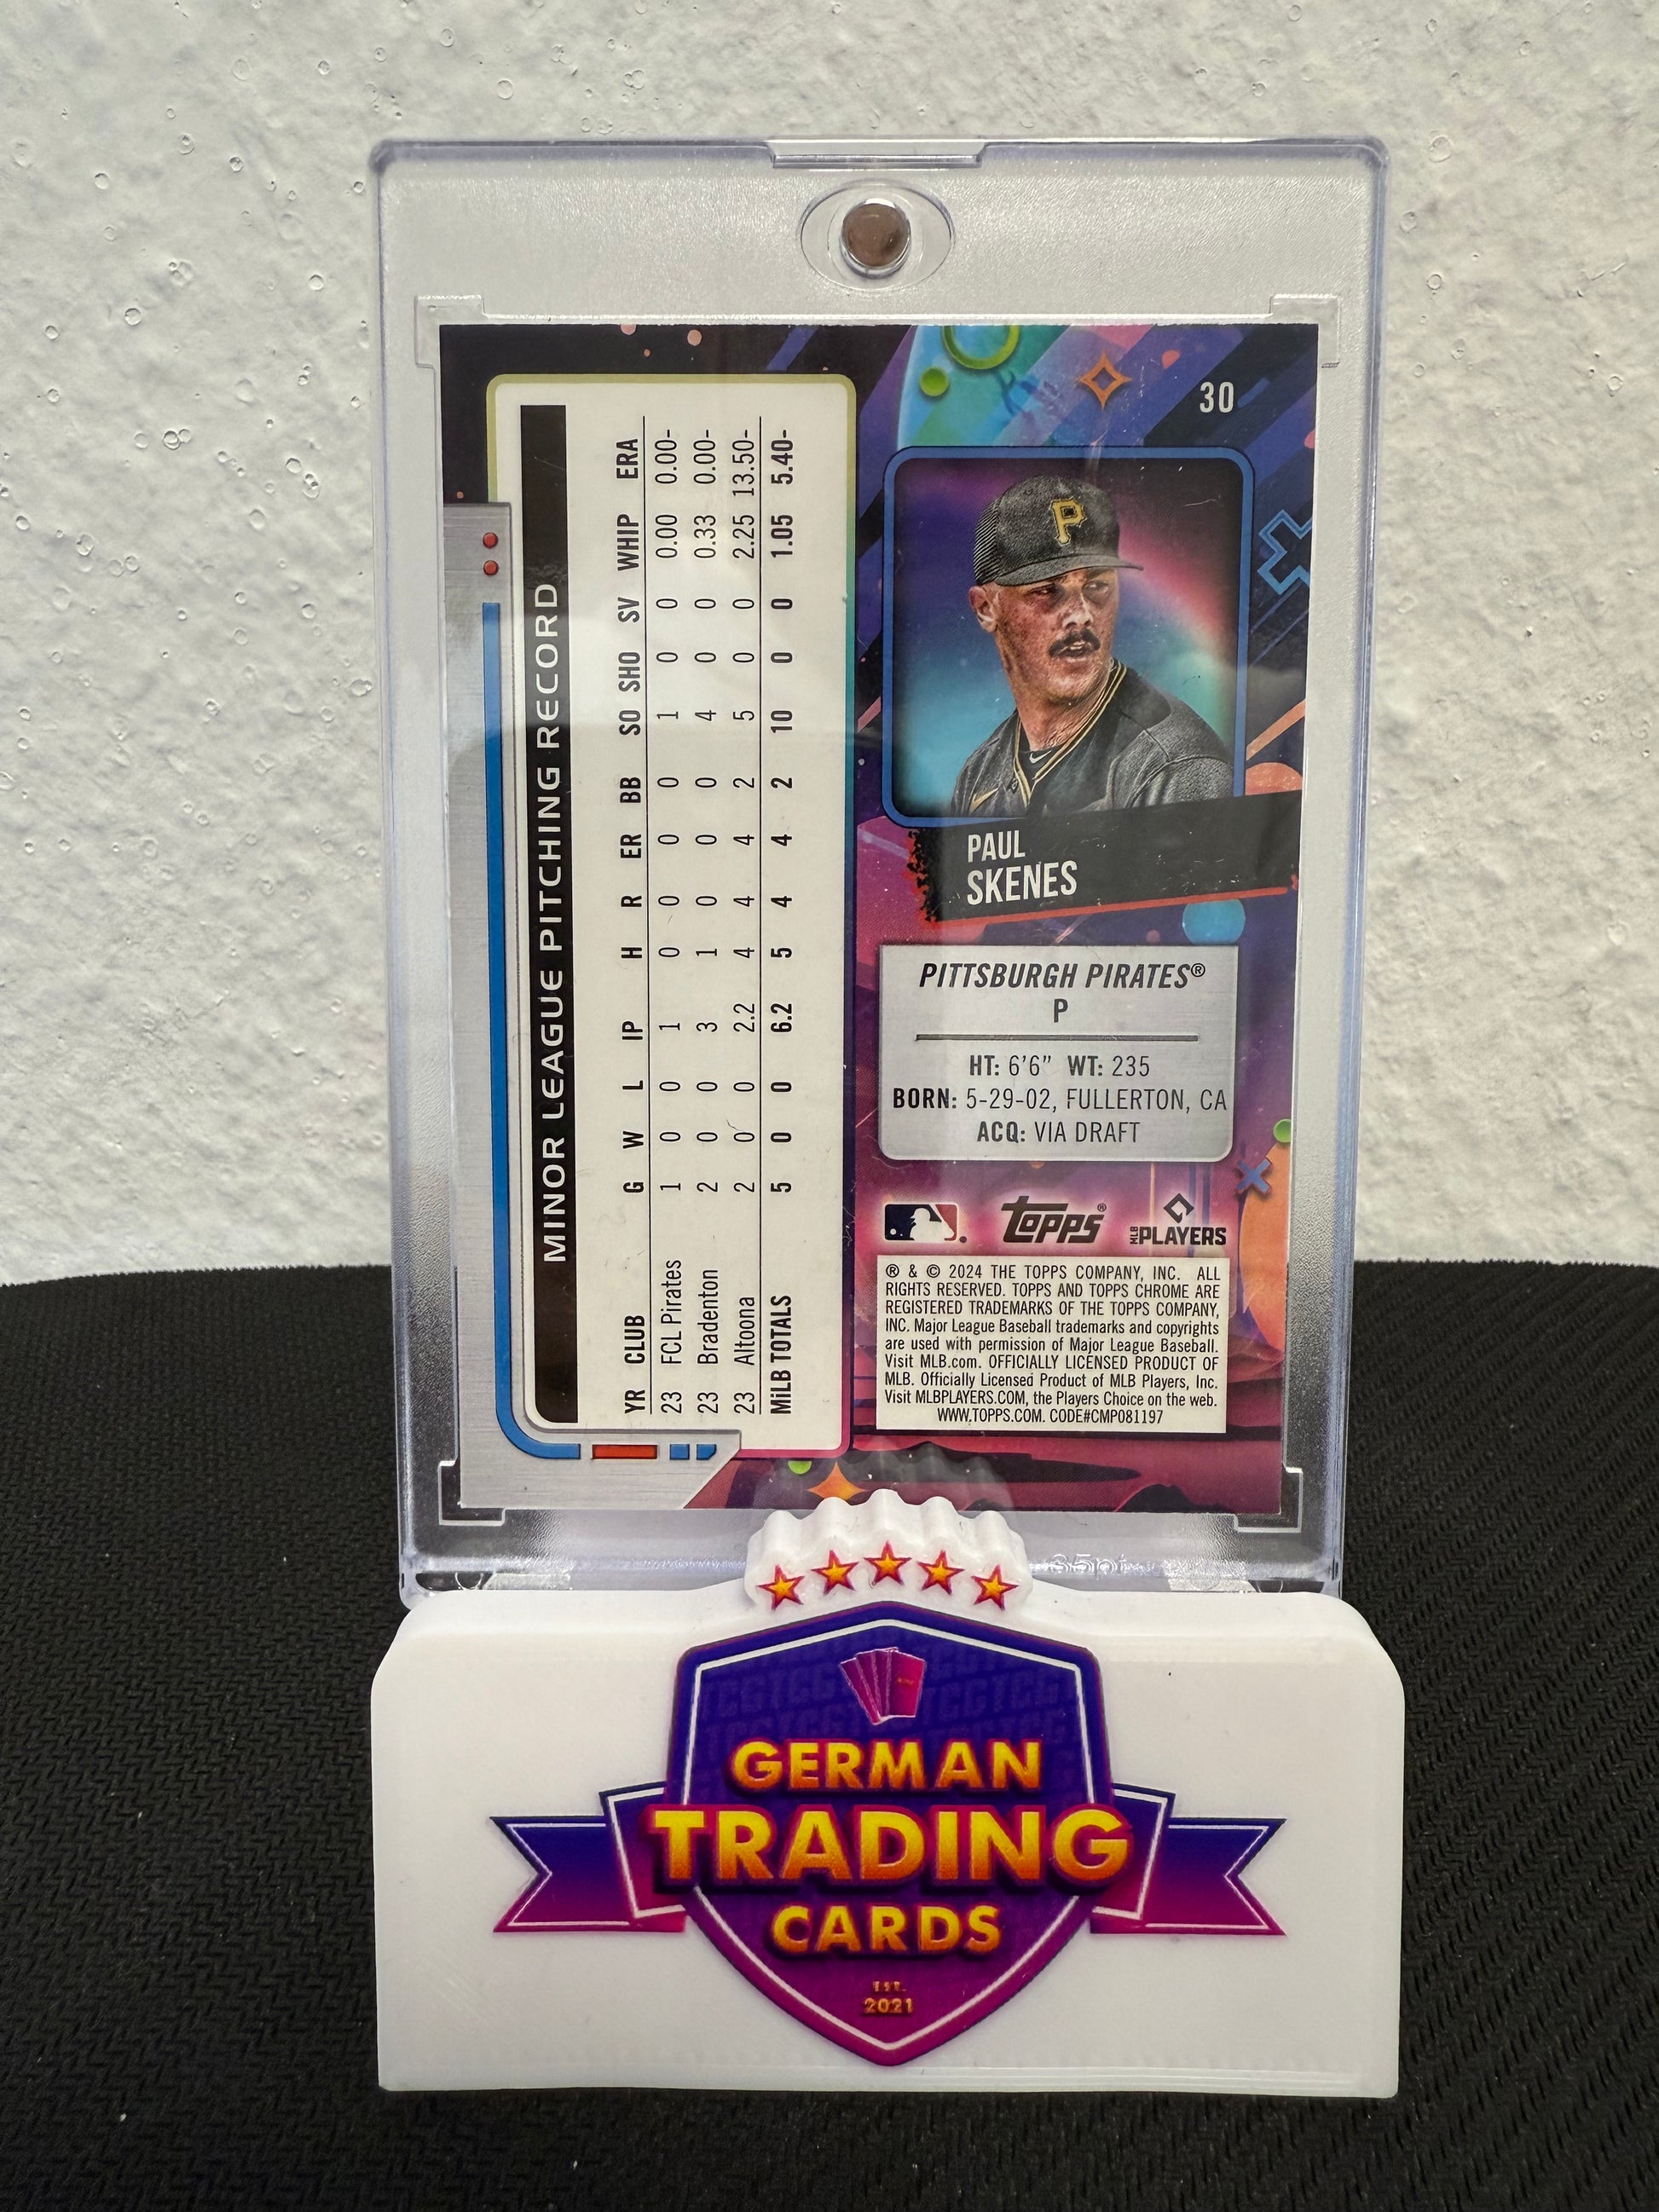 30
MINOR LEAGUE PITCHING RECORD
YR CLUB G W L IP H R ER BB SO SHO SV WHIP ERA
23 FCL Pirates 1 0 0 1 0 0 0 0 1 0 0 0.00 0.00-
23 Bradenton 2 0 0 3 1 0 0 0 4 0 0 0.33 0.00-
23 Altoona 2 0 0 2.2 4 4 4 2 5 0 0 2.25 13.50-
MiLB TOTALS 5 0 0 6.2 5 4 4 2 10 0 0 1.05 5.40-
P
PAUL
SKENES
PITTSBURGH PIRATES®
P
HT: 6'6" WT: 235
BORN: 5-29-02, FULLERTON, CA
ACQ: VIA DRAFT
Topps®
MLB PLAYERS
® & © 2024 THE TOPPS COMPANY, INC. ALL
RIGHTS RESERVED. TOPPS AND TOPPS CHROME ARE
REGISTERED TRADEMARKS OF THE TOPPS COMPANY,
INC. Major League Baseball trademarks and copyrights
are used with permission of Major League Baseball.
Visit MLB.com. OFFICIALLY LICENSED PRODUCT OF
MLB. Officially Licensed Product of MLB Players, Inc.
Visit MLBPLAYERS.COM, the Players Choice on the web.
WWW.TOPPS.COM. CODE#CMP081197
35pt
GERMAN
TRADING
CARDS
EST.
2021